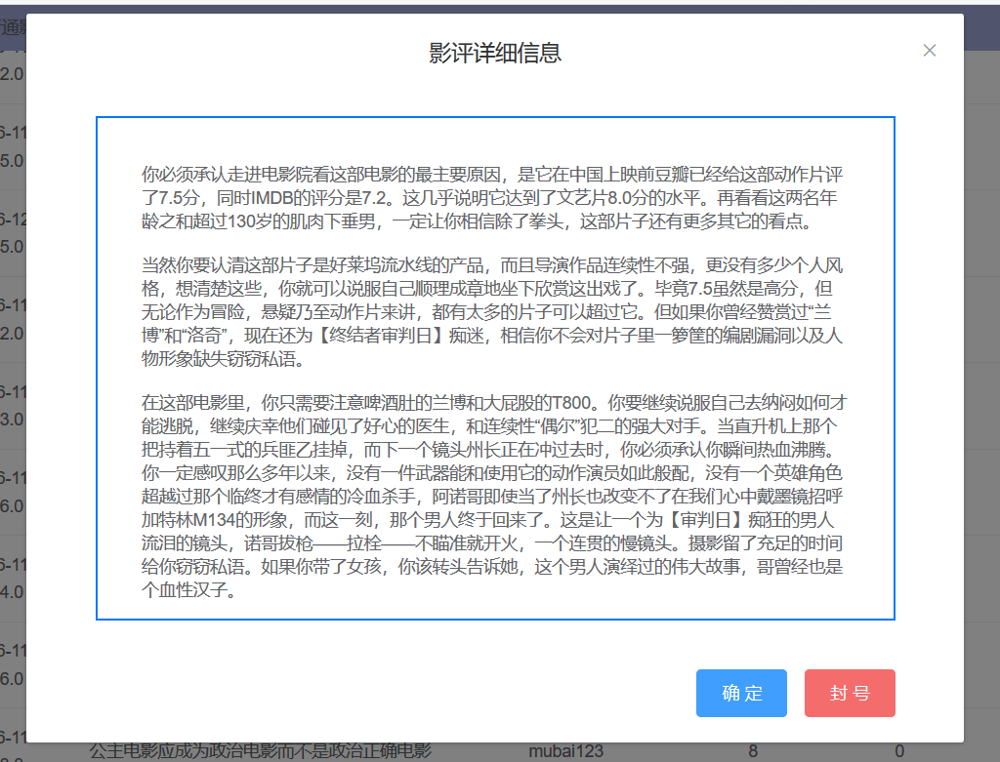 影评详细信息
你必须承认走进电影院看这部电影的最主要原因，是它在中国上映前豆瓣已经给这部动作片评
了7.5分，同时IMDB的评分是7.2。这几乎说明它达到了文艺片8.0分的水平。再看看这两名年
龄之和超过130岁的肌肉下垂男，一定让你相信除了拳头，这部片子还有更多其它的看点。
当然你要认清这部片子是好莱坞流水线的产品，而且导演作品连续性不强，更没有多少个人风
格，想清楚这些，你就可以说服自己顺理成章地坐下欣赏这出戏了。毕竟7.5虽然是高分，但
无论作为冒险，悬疑乃至动作片来讲，都有太多的片子可以超过它。但如果你曾经赞赏过“兰
博”和“洛奇”，现在还为【终结者审判日】痴迷，相信你不会对片子里一箩筐的编剧漏洞以及人
物形象缺失窃窃私语。
在这部电影里，你只需要注意啤酒肚的兰博和大屁股的T800。你要继续说服自己去纳闷如何才
能逃脱，继续庆幸他们碰见了好心的医生，和连续性“偶尔”犯二的强大对手。当直升机上那个
把持着五一式的兵匪乙挂掉，而下一个镜头州长正在冲过去时，你必须承认你瞬间热血沸腾。
你一定感叹那么多年以来，没有一件武器能和使用它的动作演员如此般配，没有一个英雄角色
超越过那个临终才有感情的冷血杀手，阿诺哥即使当了州长也改变不了在我们心中戴墨镜招呼
加特林M134的形象，而这一刻，那个男人终于回来了。这是让一个为【审判日】痴狂的男人
流泪的镜头，诺哥拔枪——拉栓——不瞄准就开火，一个连贯的慢镜头。摄影留了充足的时间
给你窃窃私语。如果你带了女孩，你该转头告诉她，这个男人演绎过的伟大故事，哥曾经也是
个血性汉子。
确 定
封 号
2.0
6-11
5.0
6-12
5.0
6-11
2.0
6-11
3.0
6-11
6.0
6-11
4.0
6-11
6.0
6-11
公主电影应成为政治电影而不是政治正确电影 mubai123 8 0